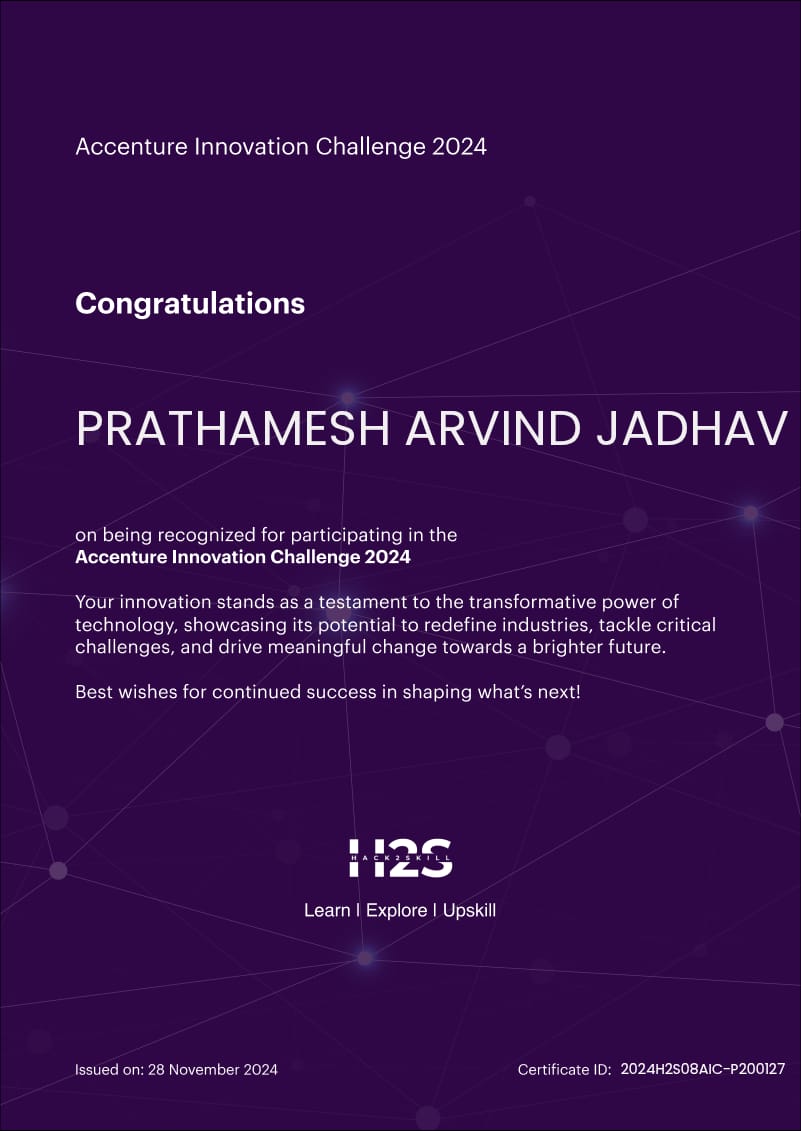 Accenture Innovation Challenge 2024
Congratulations
PRATHAMESH ARVIND JADHAV
on being recognized for participating in the
Accenture Innovation Challenge 2024
Your innovation stands as a testament to the transformative power of
technology, showcasing its potential to redefine industries, tackle critical
challenges, and drive meaningful change towards a brighter future.
Best wishes for continued success in shaping what’s next!
H2S
HACK2SKILL
Learn | Explore | Upskill
Issued on: 28 November 2024
Certificate ID: 2024H2S08AIC-P200127